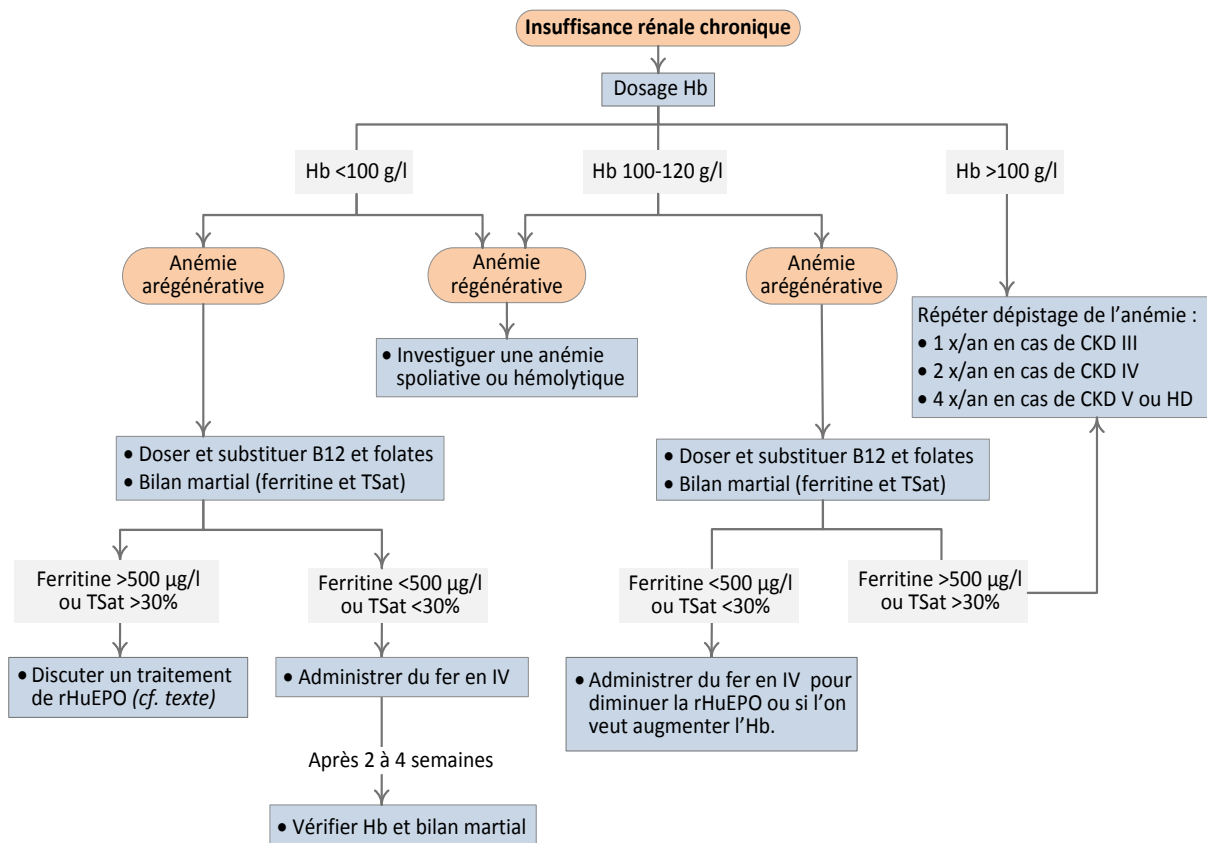 Insuffisance rénale chronique
Dosage Hb
Hb <100 g/l
Hb 100-120 g/l
Hb >100 g/l
Anémie
arégénérative
Anémie
régénérative
Anémie
arégénérative
• Investiguer une anémie
spoliative ou hémolytique
Répéter dépistage de l'anémie :
• 1 x/an en cas de CKD III
• 2 x/an en cas de CKD IV
• 4 x/an en cas de CKD V ou HD
• Doser et substituer B12 et folates
• Bilan martial (ferritine et TSat)
• Doser et substituer B12 et folates
• Bilan martial (ferritine et TSat)
Ferritine >500 µg/l
ou TSat >30%
Ferritine <500 µg/l
ou TSat <30%
Ferritine <500 µg/l
ou TSat <30%
Ferritine >500 µg/l
ou TSat >30%
• Discuter un traitement
de rHuEPO (cf. texte)
• Administrer du fer en IV
• Administrer du fer en IV pour
diminuer la rHuEPO ou si l'on
veut augmenter l'Hb.
Après 2 à 4 semaines
• Vérifier Hb et bilan martial